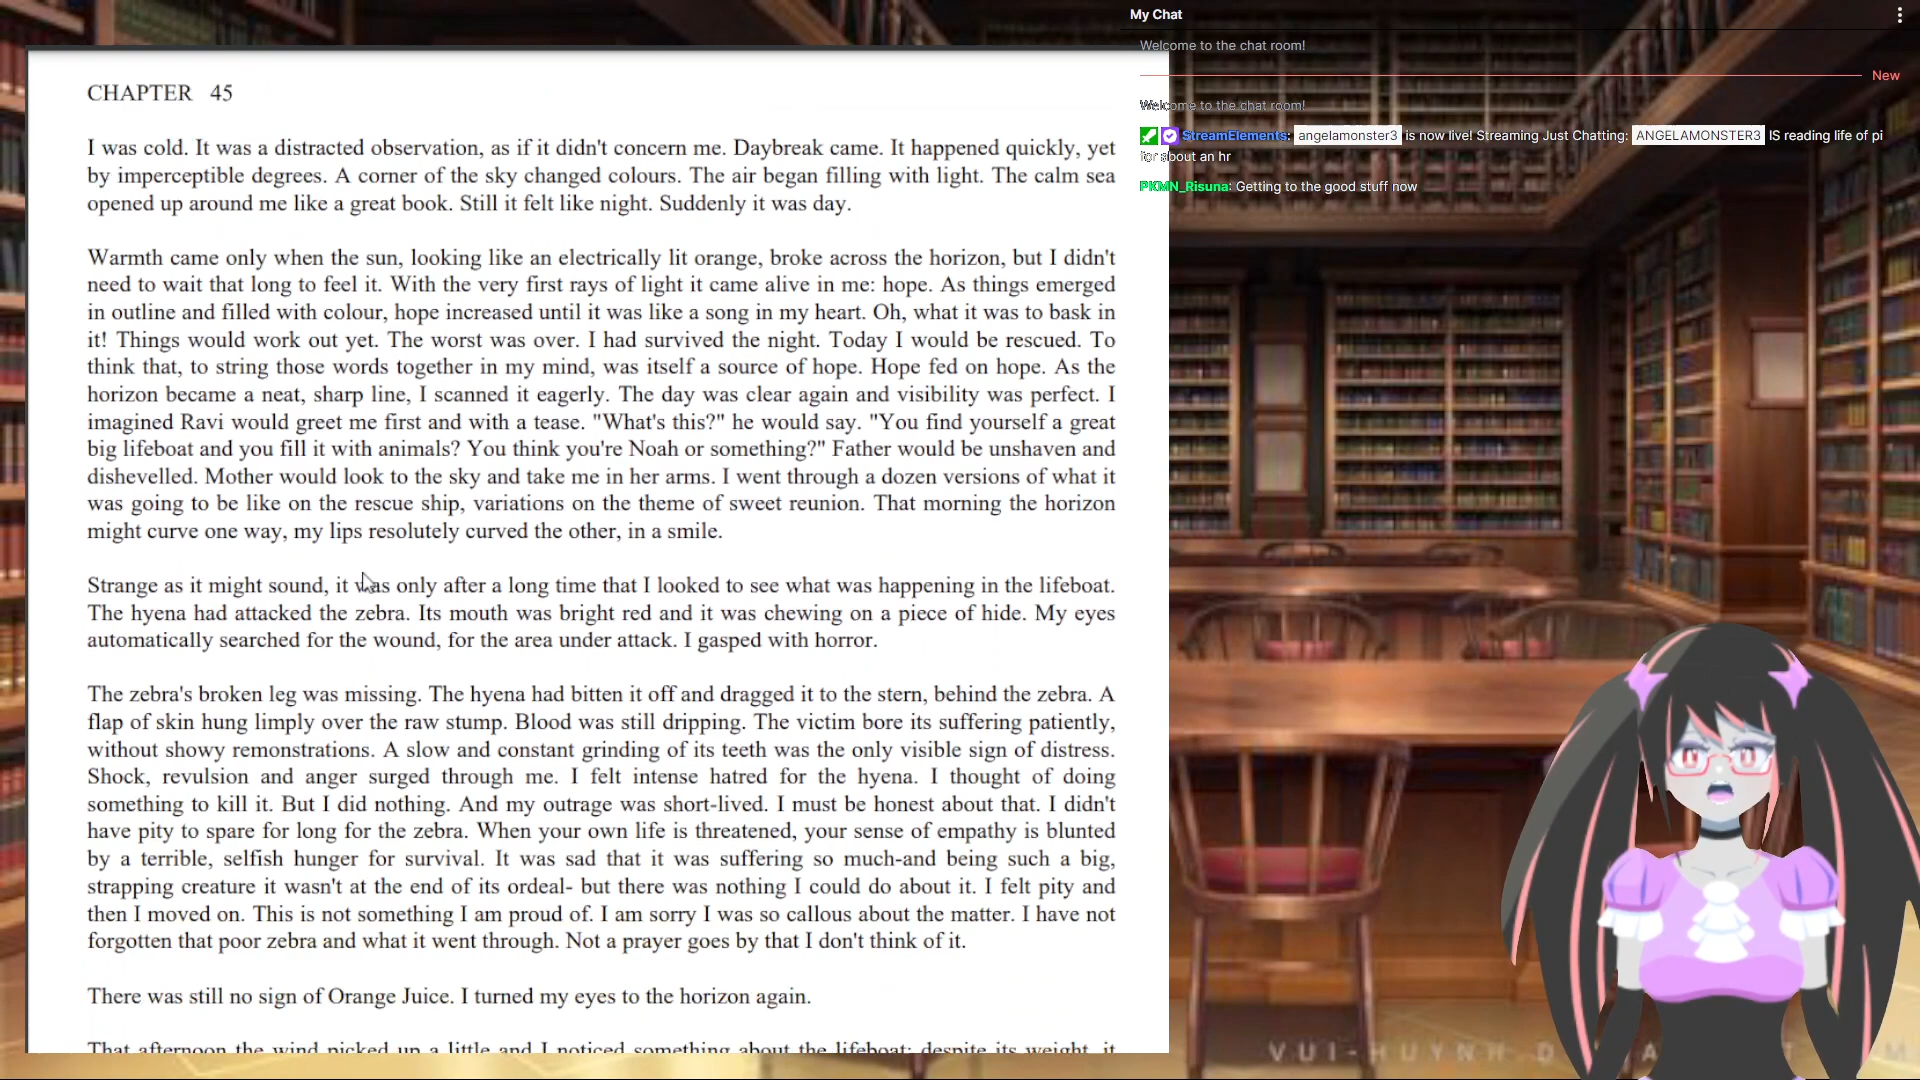 CHAPTER 45
I was cold. It was a distracted observation, as if it didn't concern me. Daybreak came. It happened quickly, yet
by imperceptible degrees. A corner of the sky changed colours. The air began filling with light. The calm sea
opened up around me like a great book. Still it felt like night. Suddenly it was day.
Warmth came only when the sun, looking like an electrically lit orange, broke across the horizon, but I didn't
need to wait that long to feel it. With the very first rays of light it came alive in me: hope. As things emerged
in outline and filled with colour, hope increased until it was like a song in my heart. Oh, what it was to bask in
it! Things would work out yet. The worst was over. I had survived the night. Today I would be rescued. To
think that, to string those words together in my mind, was itself a source of hope. Hope fed on hope. As the
horizon became a neat, sharp line, I scanned it eagerly. The day was clear again and visibility was perfect. I
imagined Ravi would greet me first and with a tease. "What's this?" he would say. "You find yourself a great
big lifeboat and you fill it with animals? You think you're Noah or something?" Father would be unshaven and
dishevelled. Mother would look to the sky and take me in her arms. I went through a dozen versions of what it
was going to be like on the rescue ship, variations on the theme of sweet reunion. That morning the horizon
might curve one way, my lips resolutely curved the other, in a smile.
Strange as it might sound, it was only after a long time that I looked to see what was happening in the lifeboat.
The hyena had attacked the zebra. Its mouth was bright red and it was chewing on a piece of hide. My eyes
automatically searched for the wound, for the area under attack. I gasped with horror.
The zebra's broken leg was missing. The hyena had bitten it off and dragged it to the stern, behind the zebra. A
flap of skin hung limply over the raw stump. Blood was still dripping. The victim bore its suffering patiently,
without showy remonstrations. A slow and constant grinding of its teeth was the only visible sign of distress.
Shock, revulsion and anger surged through me. I felt intense hatred for the hyena. I thought of doing
something to kill it. But I did nothing. And my outrage was short-lived. I must be honest about that. I didn't
have pity to spare for long for the zebra. When your own life is threatened, your sense of empathy is blunted
by a terrible, selfish hunger for survival. It was sad that it was suffering so much-and being such a big,
strapping creature it wasn't at the end of its ordeal- but there was nothing I could do about it. I felt pity and
then I moved on. This is not something I am proud of. I am sorry I was so callous about the matter. I have not
forgotten that poor zebra and what it went through. Not a prayer goes by that I don't think of it.
There was still no sign of Orange Juice. I turned my eyes to the horizon again.
That afternoon the wind picked up a little and I noticed something about the lifeboat: despite its weight, it
My Chat
Welcome to the chat room!
New
Welcome to the chat room!
StreamElements: angelamonster3 is now live! Streaming Just Chatting: ANGELAMONSTER3 IS reading life of pi
for about an hr
PKMN_Risuna: Getting to the good stuff now
VUI-HUYNH